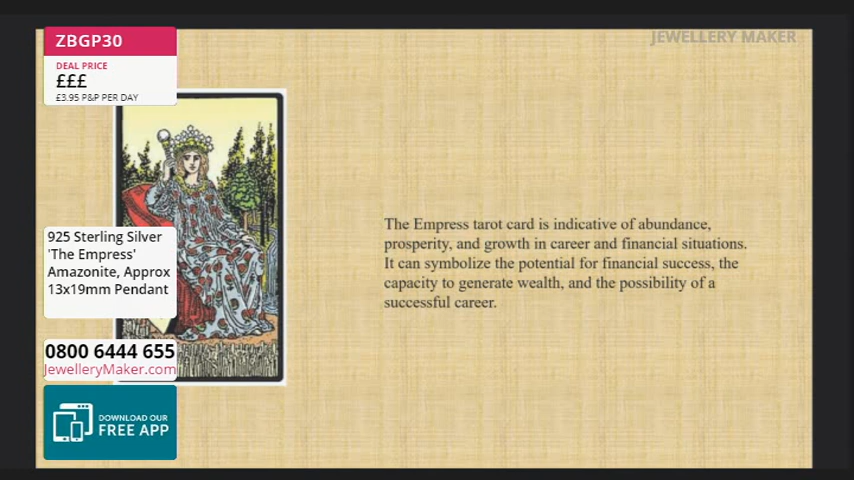 ZBGP30
DEAL PRICE
£££
£3.95 P&P PER DAY
JEWELLERY MAKER
925 Sterling Silver
'The Empress'
Amazonite, Approx
13x19mm Pendant
0800 6444 655
JewelleryMaker.com
DOWNLOAD OUR
FREE APP
The Empress tarot card is indicative of abundance,
prosperity, and growth in career and financial situations.
It can symbolize the potential for financial success, the
capacity to generate wealth, and the possibility of a
successful career.